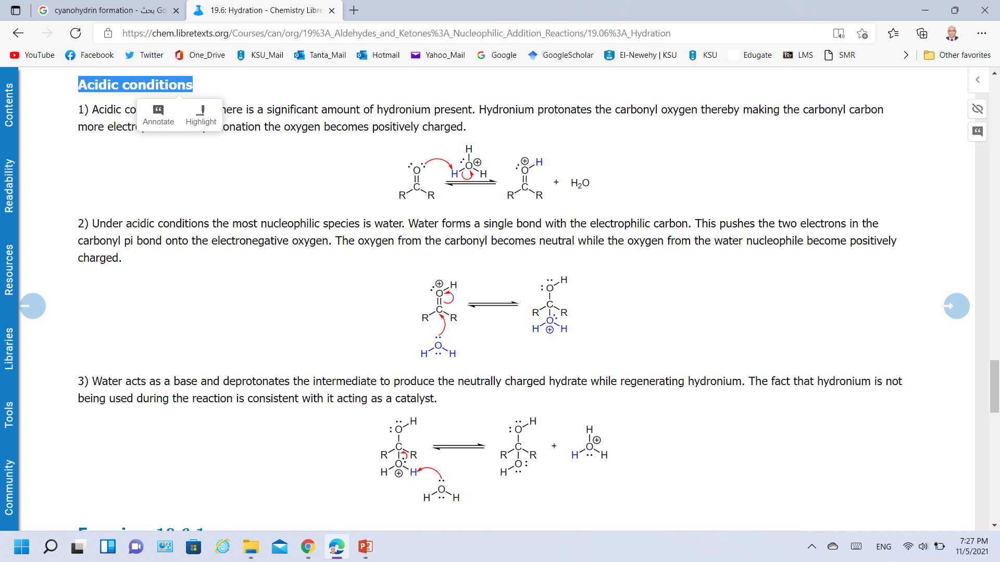 cyanohydrin formation - بحث Go
19.6: Hydration - Chemistry Libre
https://chem.libretexts.org/Courses/can/org/19%3A_Aldehydes_and_Ketones%3A_Nucleophilic_Addition_Reactions/19.06%3A_Hydration
YouTube Facebook Twitter One_Drive KSU_Mail Tanta_Mail Hotmail Yahoo_Mail Google GoogleScholar El-Newehy | KSU KSU Edugate Bb LMS SMR Other favorites
Contents
Readability
Resources
Libraries
Tools
Community
Acidic conditions
Annotate Highlight
1) Acidic co here is a significant amount of hydronium present. Hydronium protonates the carbonyl oxygen thereby making the carbonyl carbon
more electr onation the oxygen becomes positively charged.
H
O ⊕ ⊕ H
O H H O
C C + H₂O
R R R R
2) Under acidic conditions the most nucleophilic species is water. Water forms a single bond with the electrophilic carbon. This pushes the two electrons in the
carbonyl pi bond onto the electronegative oxygen. The oxygen from the carbonyl becomes neutral while the oxygen from the water nucleophile become positively
charged.
⊕ H H
O O
C C
R R R R
O
H ⊕ H
O
H H
3) Water acts as a base and deprotonates the intermediate to produce the neutrally charged hydrate while regenerating hydronium. The fact that hydronium is not
being used during the reaction is consistent with it acting as a catalyst.
H H
O O H
⊕
C C + O
R R R R H H
O O
H ⊕ H H
O
H H
ENG
7:27 PM
11/5/2021